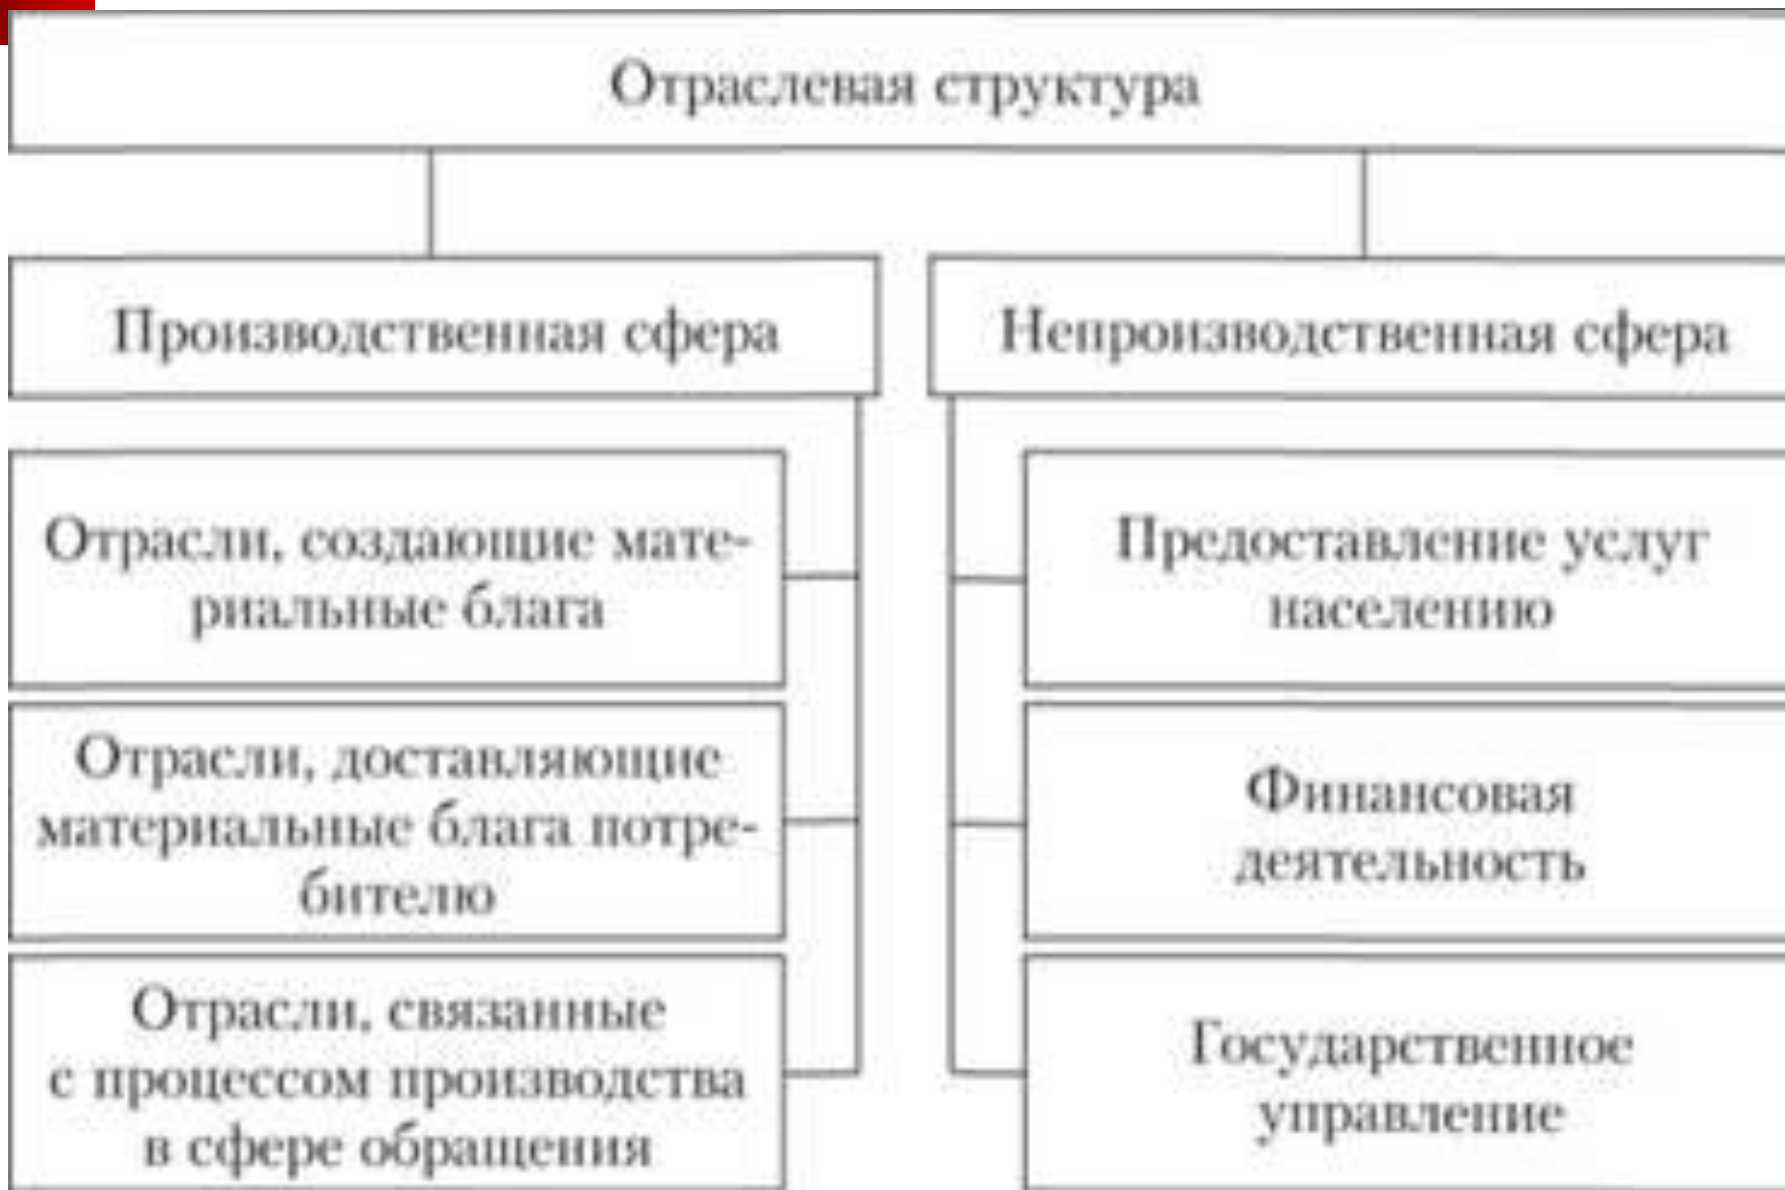 Отраслевая структура
Производственная сфера
Непроизводственная сфера
Отрасли, создающие мате-
риальные блага
Отрасли, доставляющие
материальные блага потре-
бителю
Отрасли, связанные
с процессом производства
в сфере обращения
Предоставление услуг
населению
Финансовая
деятельность
Государственное
управление